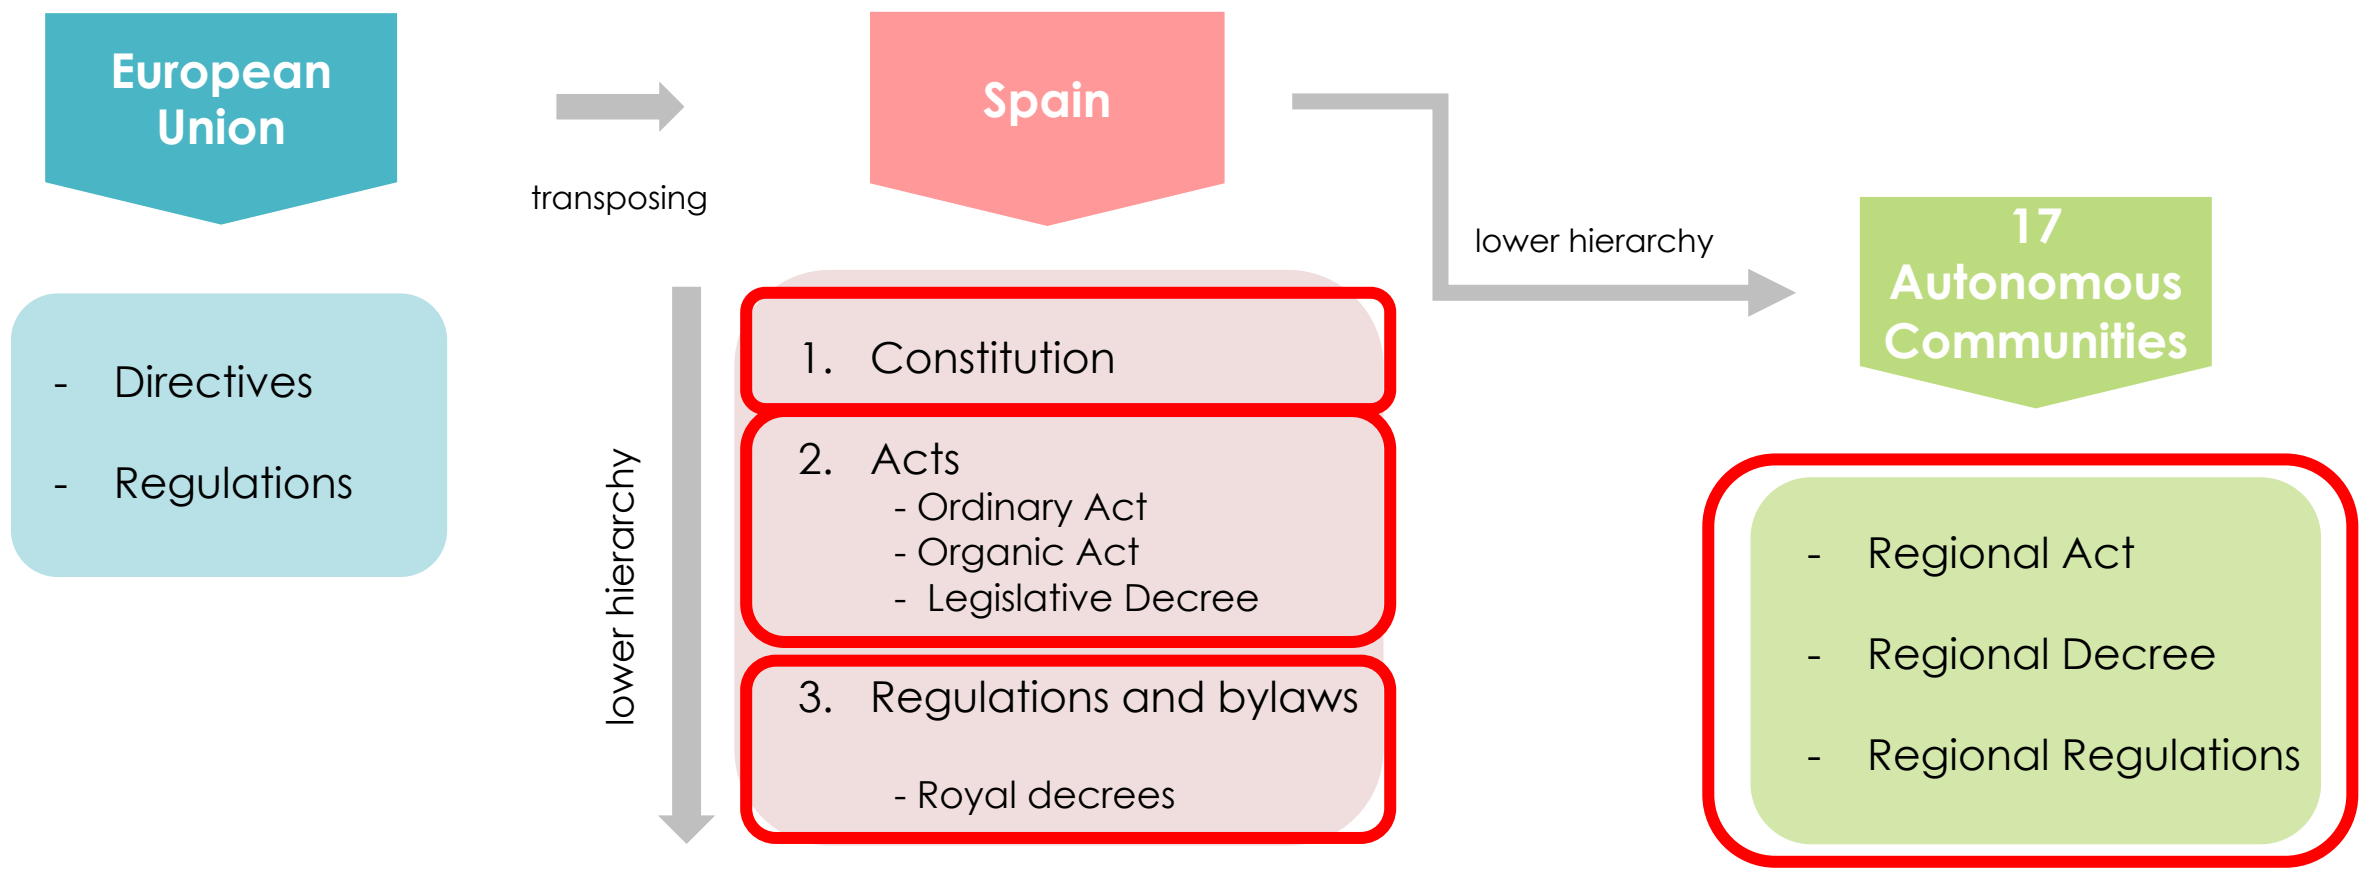 European
Union
transposing
Spain
lower hierarchy
17
Autonomous
Communities
- Directives
- Regulations
lower hierarchy
1. Constitution
2. Acts
- Ordinary Act
- Organic Act
- Legislative Decree
3. Regulations and bylaws
- Royal decrees
- Regional Act
- Regional Decree
- Regional Regulations